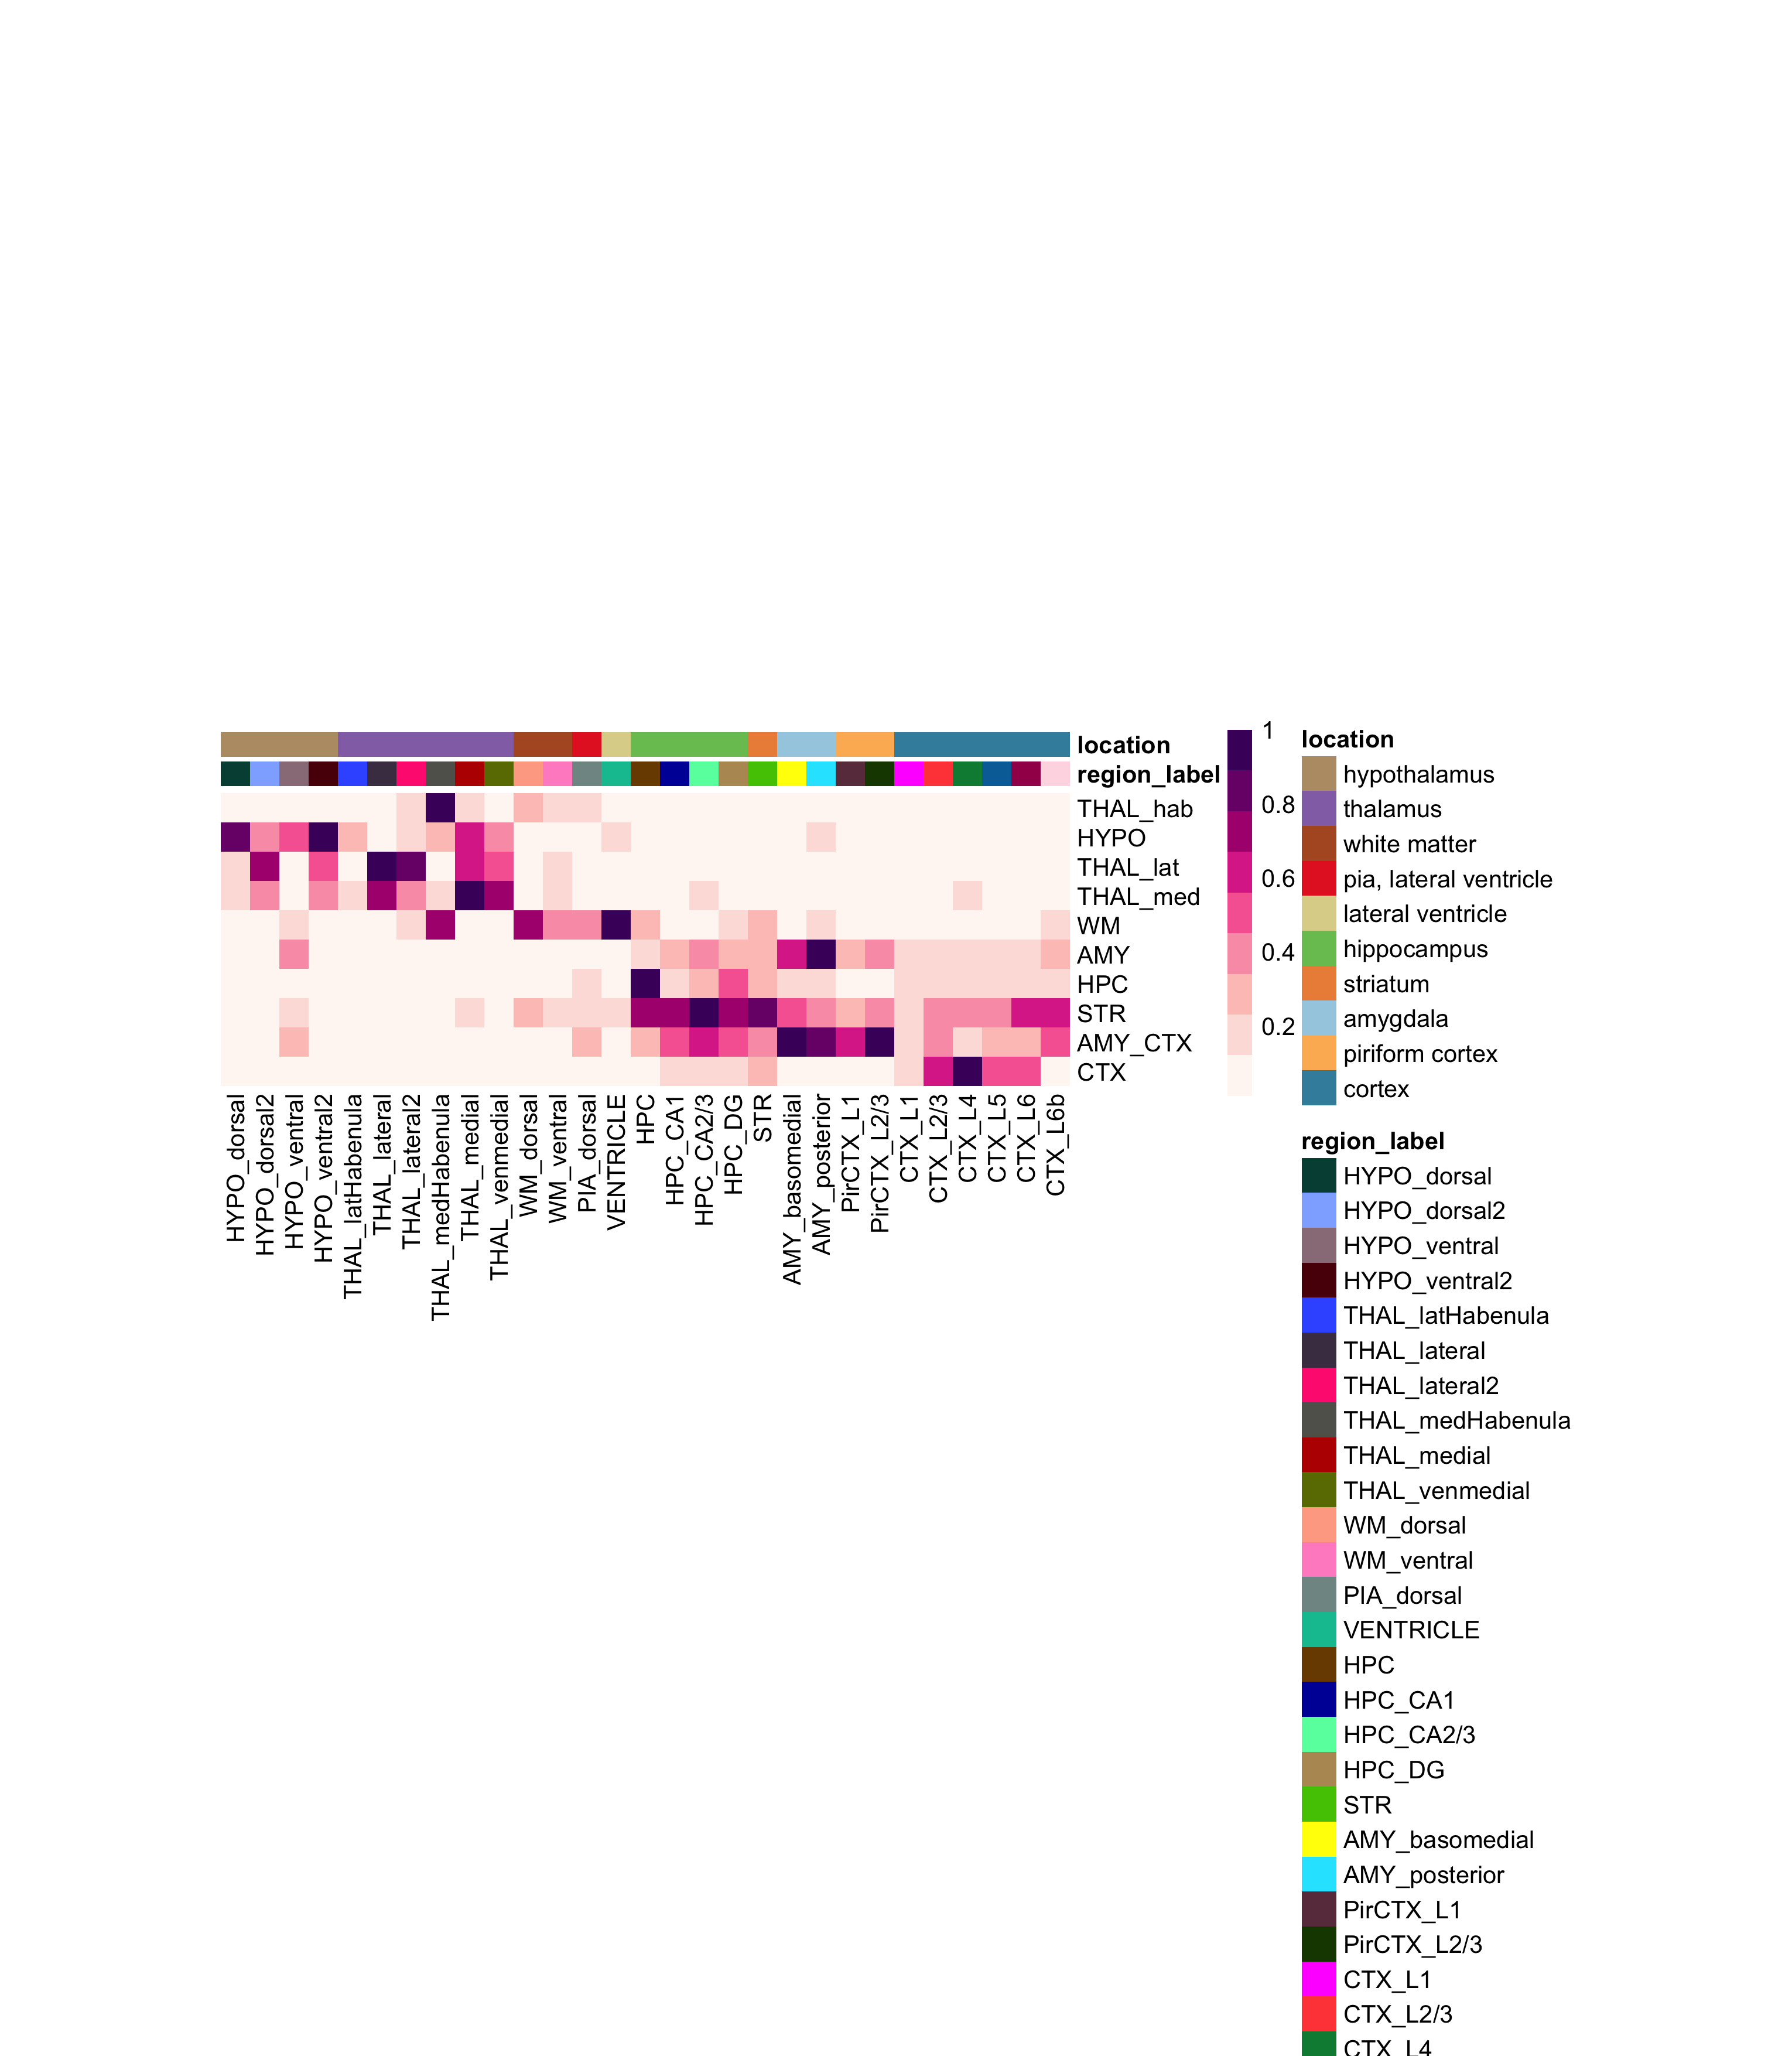 location
region_label
THAL_hab
HYPO
THAL_lat
THAL_med
WM
AMY
HPC
STR
AMY_CTX
CTX
HYPO_dorsal
HYPO_dorsal2
HYPO_ventral
HYPO_ventral2
THAL_latHabenula
THAL_lateral
THAL_lateral2
THAL_medHabenula
THAL_medial
THAL_venmedial
WM_dorsal
WM_ventral
PIA_dorsal
VENTRICLE
HPC
HPC_CA1
HPC_CA2/3
HPC_DG
STR
AMY_basomedial
AMY_posterior
PirCTX_L1
PirCTX_L2/3
CTX_L1
CTX_L2/3
CTX_L4
CTX_L5
CTX_L6
CTX_L6b
1
0.8
0.6
0.4
0.2
location
hypothalamus
thalamus
white matter
pia, lateral ventricle
lateral ventricle
hippocampus
striatum
amygdala
piriform cortex
cortex
region_label
HYPO_dorsal
HYPO_dorsal2
HYPO_ventral
HYPO_ventral2
THAL_latHabenula
THAL_lateral
THAL_lateral2
THAL_medHabenula
THAL_medial
THAL_venmedial
WM_dorsal
WM_ventral
PIA_dorsal
VENTRICLE
HPC
HPC_CA1
HPC_CA2/3
HPC_DG
STR
AMY_basomedial
AMY_posterior
PirCTX_L1
PirCTX_L2/3
CTX_L1
CTX_L2/3
CTX_L4